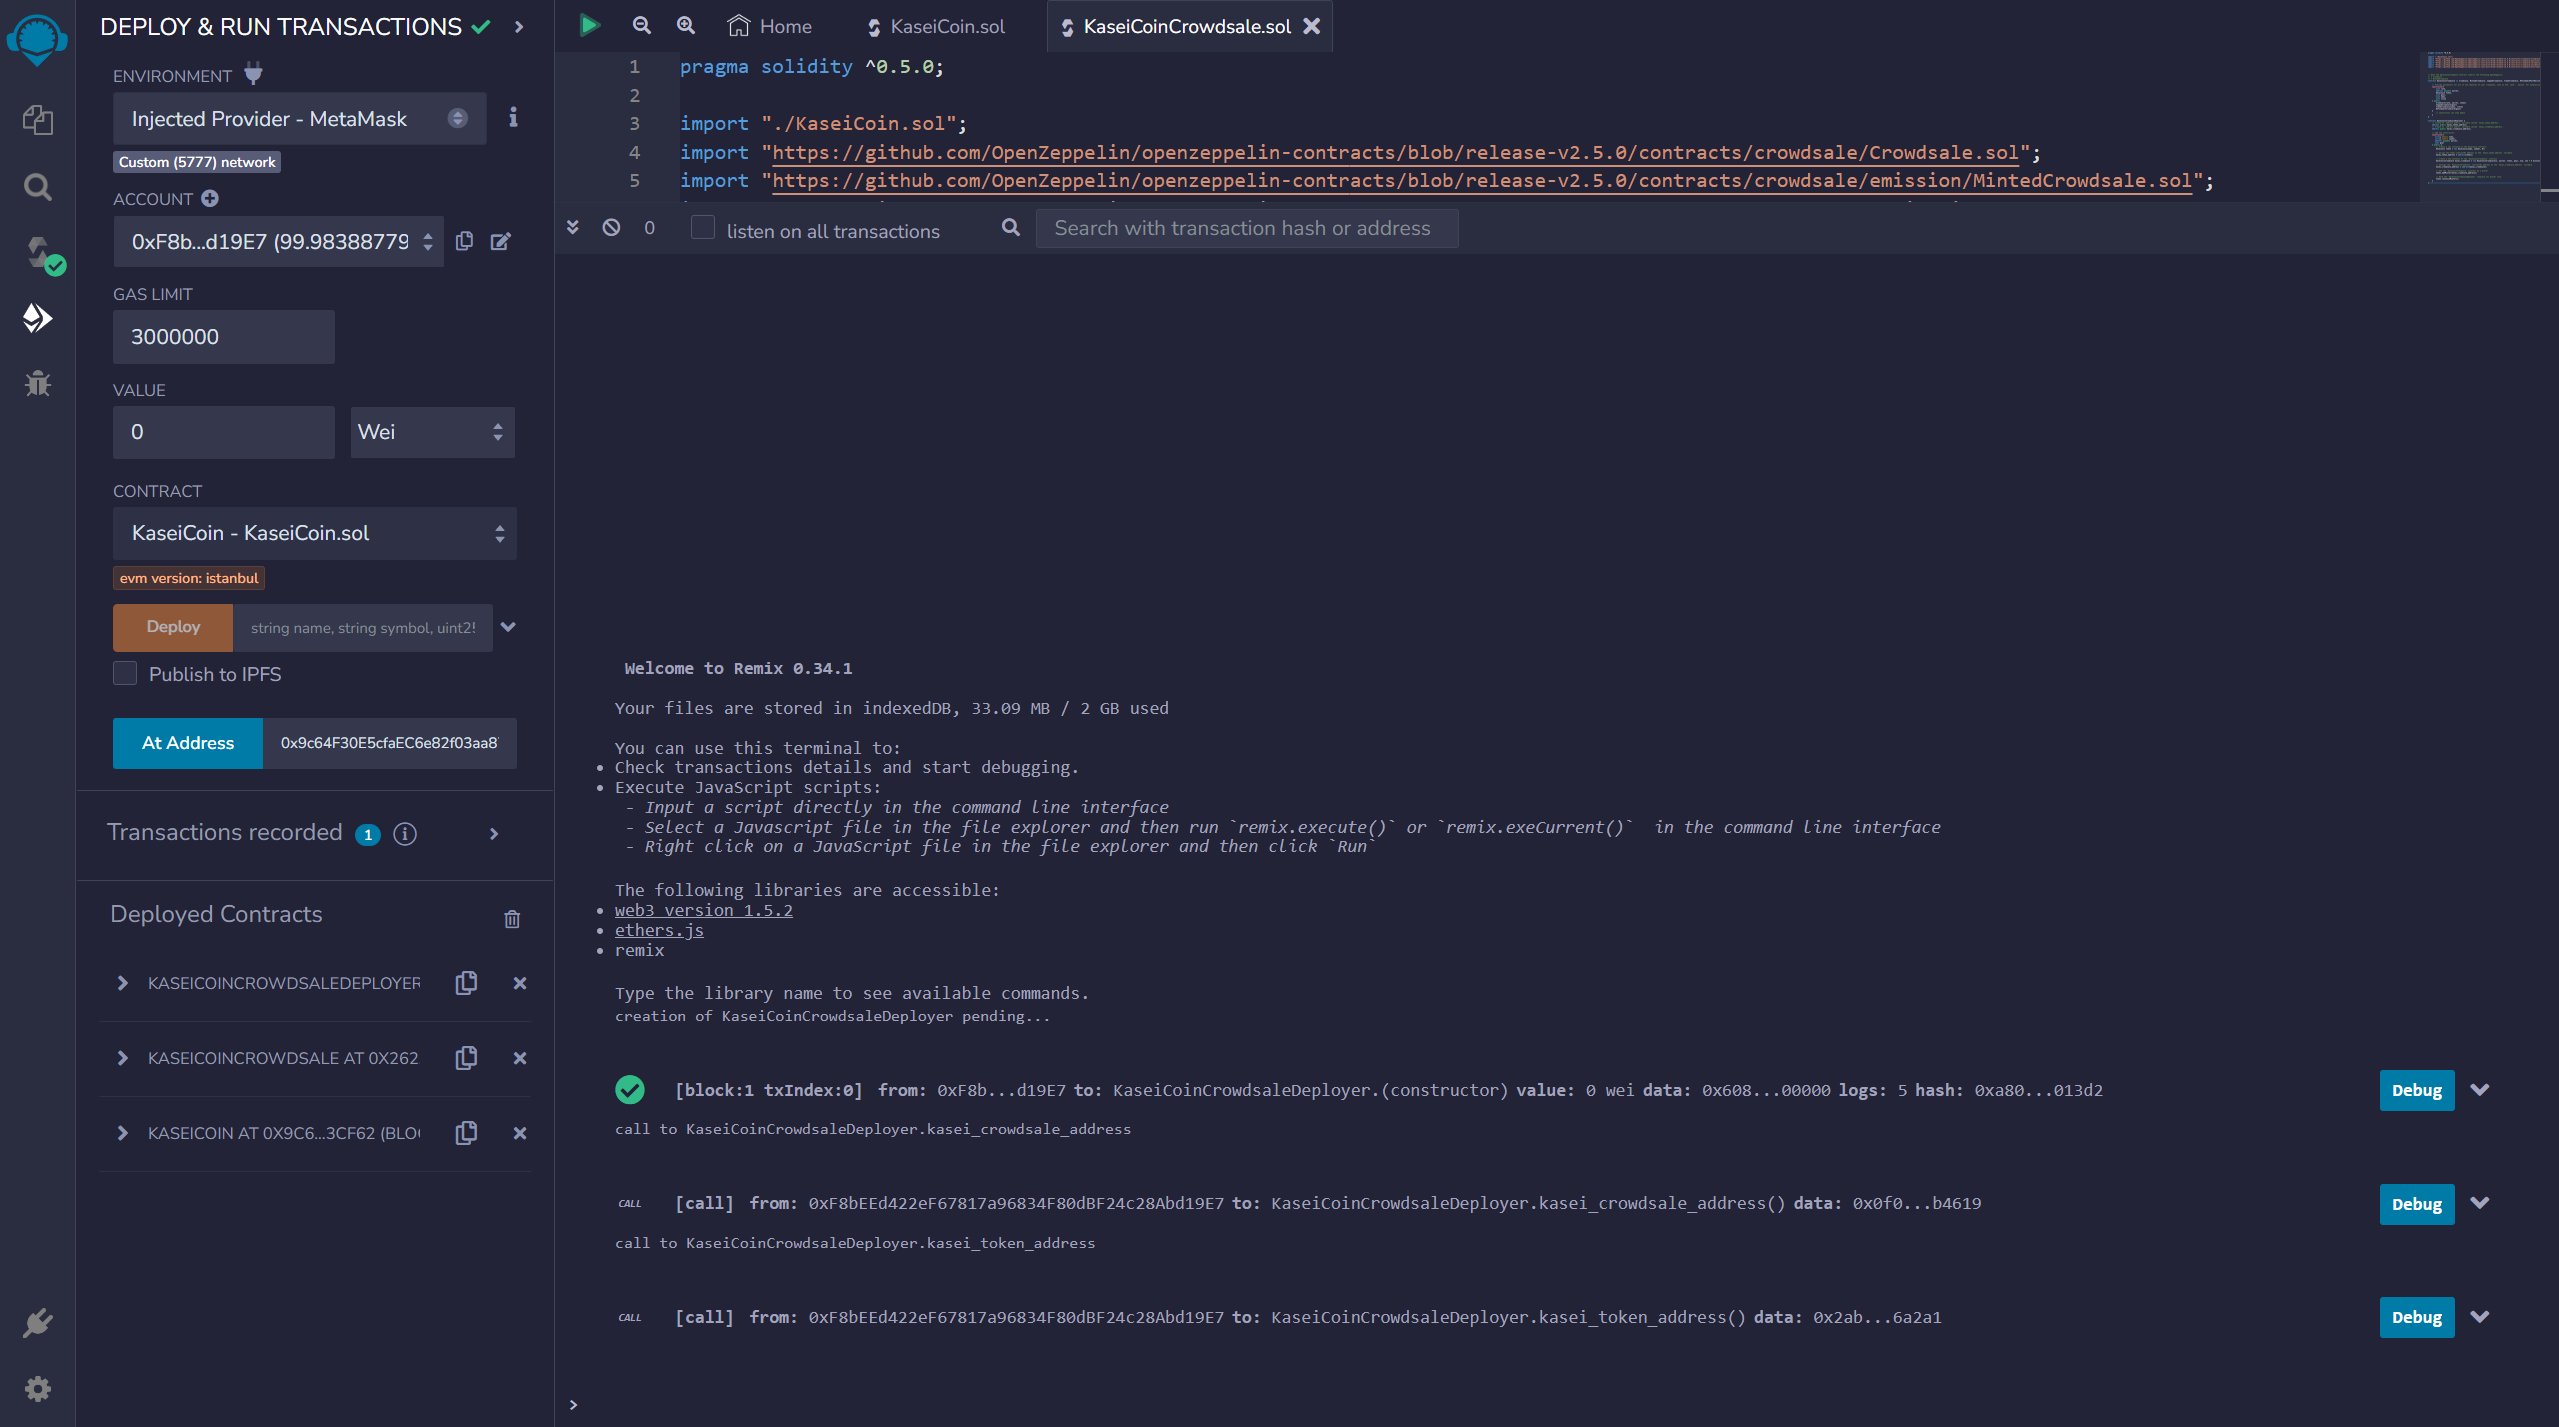 DEPLOY & RUN TRANSACTIONS
ENVIRONMENT
Injected Provider - MetaMask
Custom (5777) network
ACCOUNT
0xF8b...d19E7 (99.98388779
GAS LIMIT
3000000
VALUE
0
Wei
CONTRACT
KaseiCoin - KaseiCoin.sol
evm version: istanbul
Deploy
string name, string symbol, uint2!
Publish to IPFS
At Address
0x9c64F30E5cfaEC6e82f03aa8
Transactions recorded 1
Deployed Contracts
KASEICOINCROWDSALEDEPLOYER
KASEICOINCROWDSALE AT 0X262
KASEICOIN AT 0X9C6...3CF62 (BLO
Home
KaseiCoin.sol
KaseiCoinCrowdsale.sol
1 pragma solidity ^0.5.0;
2
3 import "./KaseiCoin.sol";
4 import "https://github.com/OpenZeppelin/openzeppelin-contracts/blob/release-v2.5.0/contracts/crowdsale/Crowdsale.sol";
5 import "https://github.com/OpenZeppelin/openzeppelin-contracts/blob/release-v2.5.0/contracts/crowdsale/emission/MintedCrowdsale.sol";
0
listen on all transactions
Search with transaction hash or address
Welcome to Remix 0.34.1
Your files are stored in indexedDB, 33.09 MB / 2 GB used
You can use this terminal to:
• Check transactions details and start debugging.
• Execute JavaScript scripts:
- Input a script directly in the command line interface
- Select a Javascript file in the file explorer and then run `remix.execute()` or `remix.exeCurrent()` in the command line interface
- Right click on a JavaScript file in the file explorer and then click `Run`
The following libraries are accessible:
• web3 version 1.5.2
• ethers.js
• remix
Type the library name to see available commands.
creation of KaseiCoinCrowdsaleDeployer pending...
[block:1 txIndex:0] from: 0xF8b...d19E7 to: KaseiCoinCrowdsaleDeployer.(constructor) value: 0 wei data: 0x608...00000 logs: 5 hash: 0xa80...013d2
Debug
call to KaseiCoinCrowdsaleDeployer.kasei_crowdsale_address
CALL [call] from: 0xF8bEEd422eF67817a96834F80dBF24c28Abd19E7 to: KaseiCoinCrowdsaleDeployer.kasei_crowdsale_address() data: 0x0f0...b4619
Debug
call to KaseiCoinCrowdsaleDeployer.kasei_token_address
CALL [call] from: 0xF8bEEd422eF67817a96834F80dBF24c28Abd19E7 to: KaseiCoinCrowdsaleDeployer.kasei_token_address() data: 0x2ab...6a2a1
Debug
>